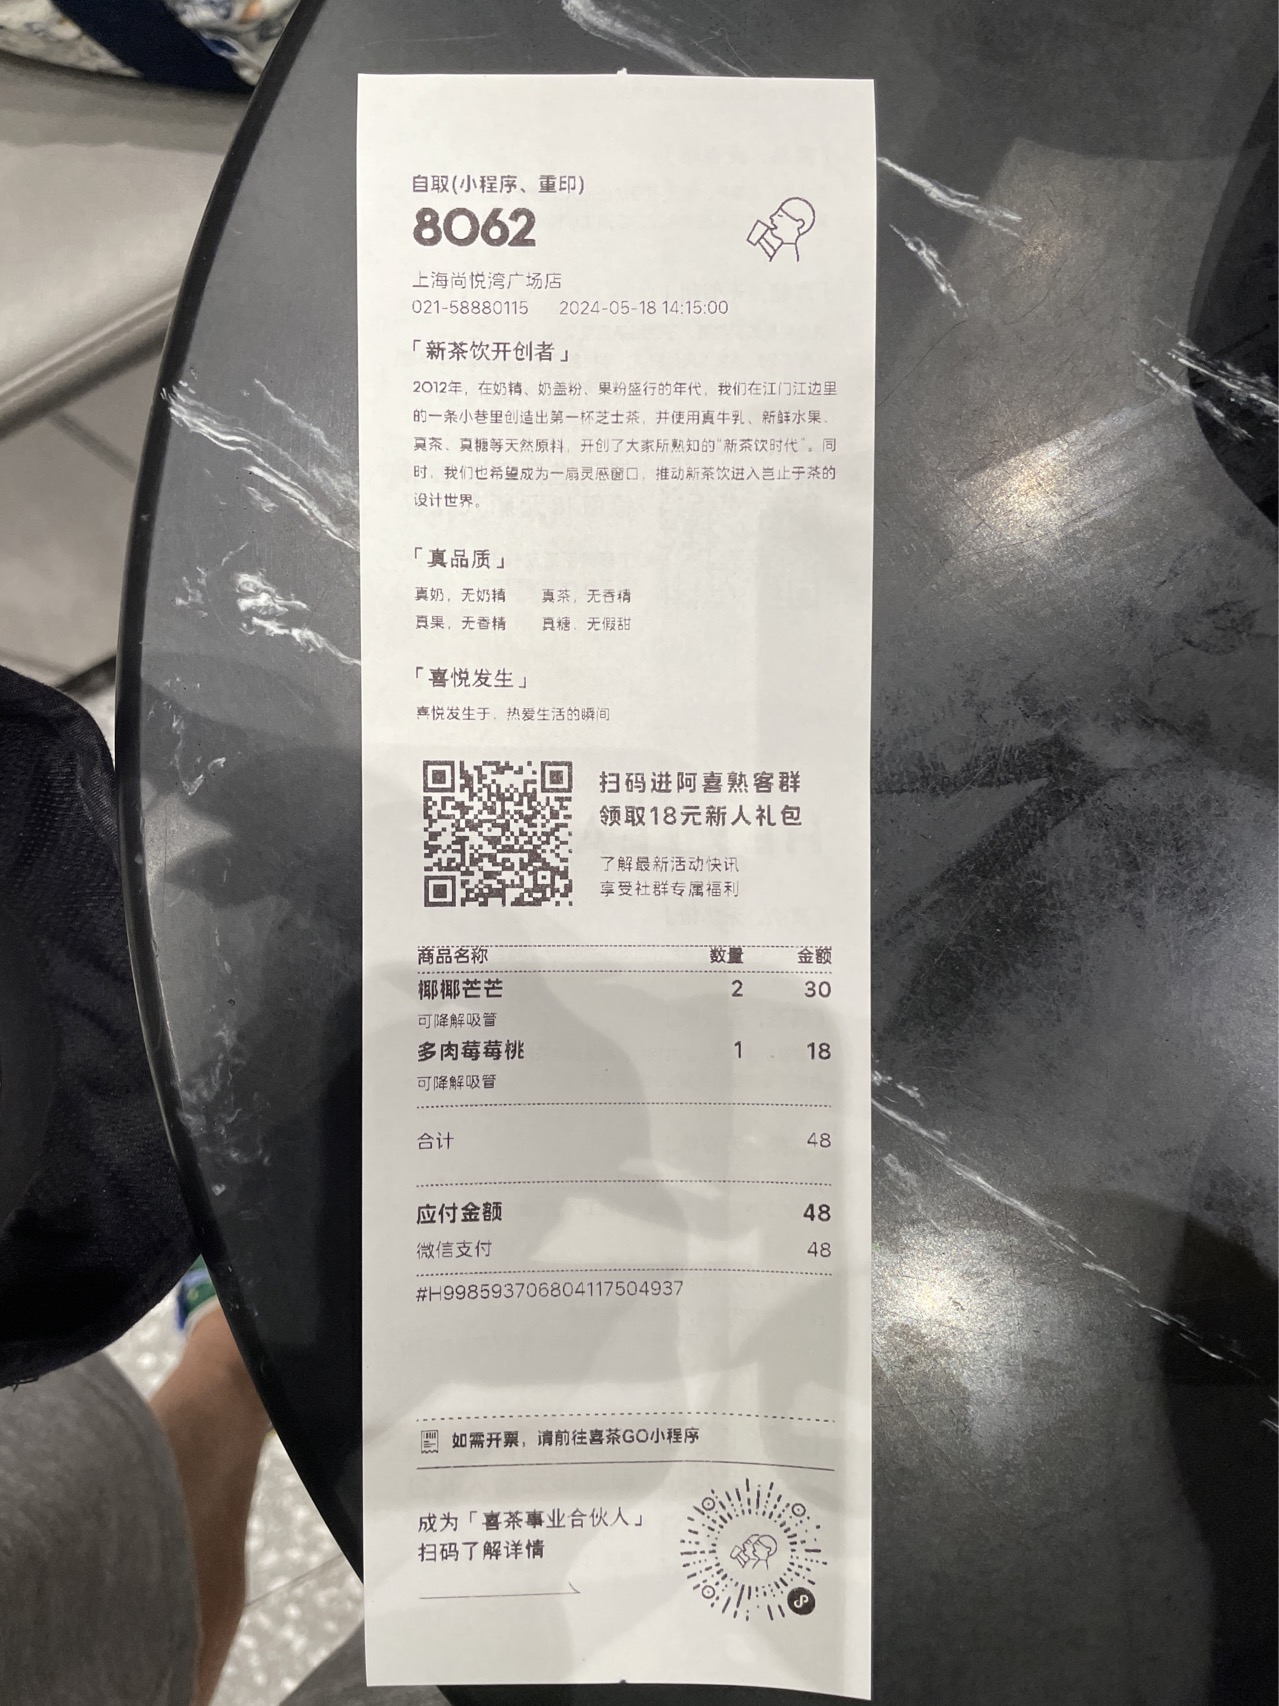 自取(小程序、重印)
8062
上海尚悦湾广场店
021-58880115 2024-05-18 14:15:00
「新茶饮开创者」
2012年，在奶精、奶盖粉、果粉盛行的年代，我们在江门江边里
的一条小巷里创造出第一杯芝士茶，并使用真牛乳、新鲜水果、
真茶、真糖等天然原料，开创了大家所熟知的“新茶饮时代”。同
时，我们也希望成为一扇灵感窗口，推动新茶饮进入岂止于茶的
设计世界。
「真品质」
真奶，无奶精 真茶，无香精
真果，无香精 真糖，无假甜
「喜悦发生」
喜悦发生于，热爱生活的瞬间
扫码进阿喜熟客群
领取18元新人礼包
了解最新活动快讯
享受社群专属福利
商品名称 数量 金额
椰椰芒芒 2 30
可降解吸管
多肉莓莓桃 1 18
可降解吸管
合计 48
应付金额 48
微信支付 48
#H998593706804117504937
如需开票，请前往喜茶GO小程序
成为「喜茶事业合伙人」
扫码了解详情